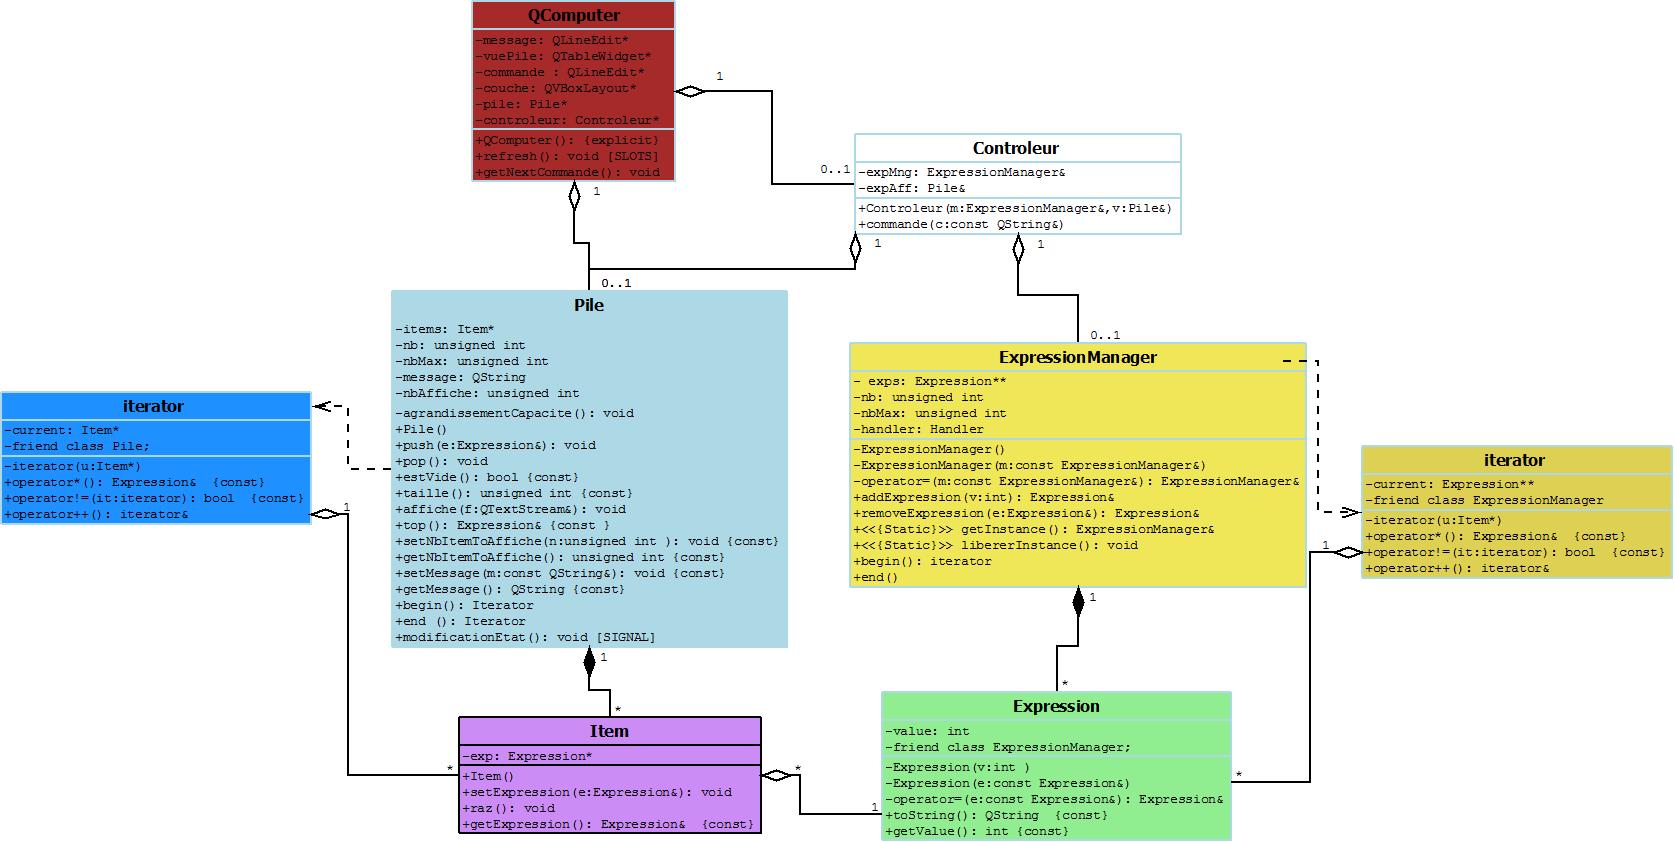 QComputer
-message: QLineEdit*
-vuePile: QTableWidget*
-commande : QLineEdit*
-couche: QVBoxLayout*
-pile: Pile*
-controleur: Controleur*
+QComputer(): {explicit}
+refresh(): void [SLOTS]
+getNextCommande(): void
1
1
0..1
Controleur
-expMng: ExpressionManager&
-expAff: Pile&
+Controleur(m:ExpressionManager&,v:Pile&)
+commande(c:const QString&)
1
1
0..1
0..1
Pile
-items: Item*
-nb: unsigned int
-nbMax: unsigned int
-message: QString
-nbAffiche: unsigned int
-agrandissementCapacite(): void
+Pile()
+push(e:Expression&): void
+pop(): void
+estVide(): bool {const}
+taille(): unsigned int {const}
+affiche(f:QTextStream&): void
+top(): Expression& {const }
+setNbItemToAffiche(n:unsigned int ): void {const}
+getNbItemToAffiche(): unsigned int {const}
+setMessage(m:const QString&): void {const}
+getMessage(): QString {const}
+begin(): Iterator
+end (): Iterator
+modificationEtat(): void [SIGNAL]
1
*
ExpressionManager
- exps: Expression**
-nb: unsigned int
-nbMax: unsigned int
-handler: Handler
-ExpressionManager()
-ExpressionManager(m:const ExpressionManager&)
-operator=(m:const ExpressionManager&): ExpressionManager&
+addExpression(v:int): Expression&
+removeExpression(e:Expression&): Expression&
+<<{Static}>> getInstance(): ExpressionManager&
+<<{Static}>> libererInstance(): void
+begin(): iterator
+end()
1
*
iterator
-current: Item*
-friend class Pile;
-iterator(u:Item*)
+operator*(): Expression&  {const}
+operator!=(it:iterator): bool  {const}
+operator++(): iterator&
1
*
iterator
-current: Expression**
-friend class ExpressionManager
-iterator(u:Item*)
+operator*(): Expression&  {const}
+operator!=(it:iterator): bool  {const}
+operator++(): iterator&
1
*
Item
-exp: Expression*
+Item()
+setExpression(e:Expression&): void
+raz(): void
+getExpression(): Expression&  {const}
*
1
Expression
-value: int
-friend class ExpressionManager;
-Expression(v:int )
-Expression(e:const Expression&)
-operator=(e:const Expression&): Expression&
+toString(): QString  {const}
+getValue(): int {const}